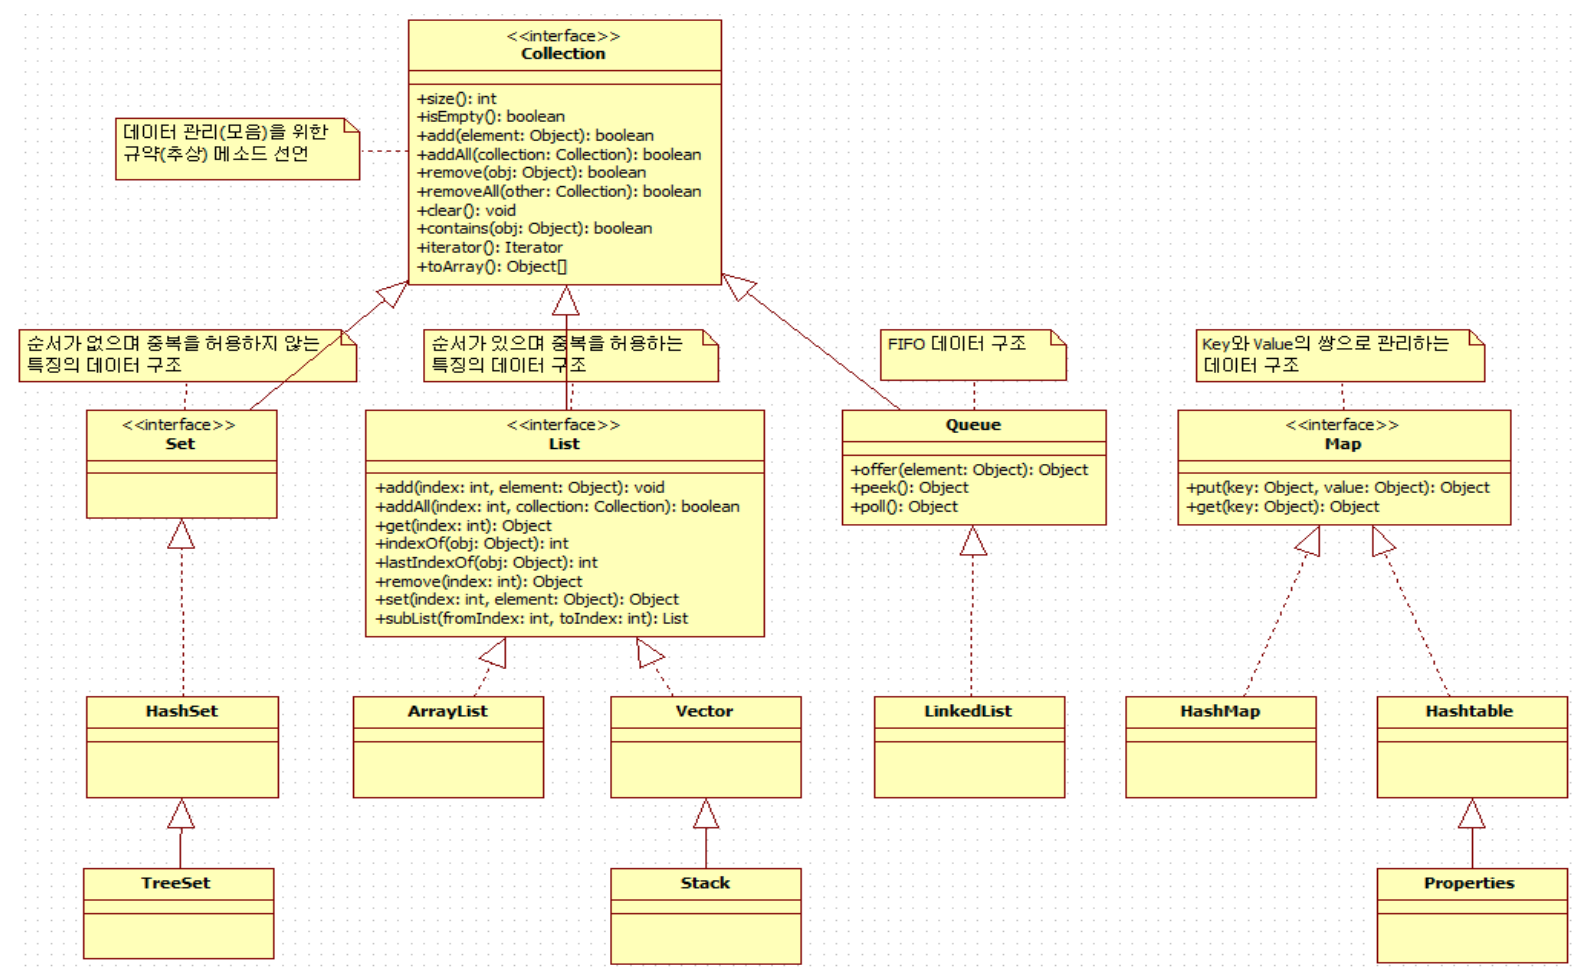 <<interface>>
Collection
+size(): int
+isEmpty(): boolean
+add(element: Object): boolean
+addAll(collection: Collection): boolean
+remove(obj: Object): boolean
+removeAll(other: Collection): boolean
+clear(): void
+contains(obj: Object): boolean
+iterator(): Iterator
+toArray(): Object[]
데이터 관리(모음)을 위한
규약(추상) 메소드 선언
순서가 없으며 중복을 허용하지 않는
특징의 데이터 구조
순서가 있으며 중복을 허용하는
특징의 데이터 구조
FIFO 데이터 구조
Key와 Value의 쌍으로 관리하는
데이터 구조
<<interface>>
Set
<<interface>>
List
+add(index: int, element: Object): void
+addAll(index: int, collection: Collection): boolean
+get(index: int): Object
+indexOf(obj: Object): int
+lastIndexOf(obj: Object): int
+remove(index: int): Object
+set(index: int, element: Object): Object
+subList(fromIndex: int, toIndex: int): List
Queue
+offer(element: Object): Object
+peek(): Object
+poll(): Object
<<interface>>
Map
+put(key: Object, value: Object): Object
+get(key: Object): Object
HashSet
ArrayList
Vector
LinkedList
HashMap
Hashtable
TreeSet
Stack
Properties